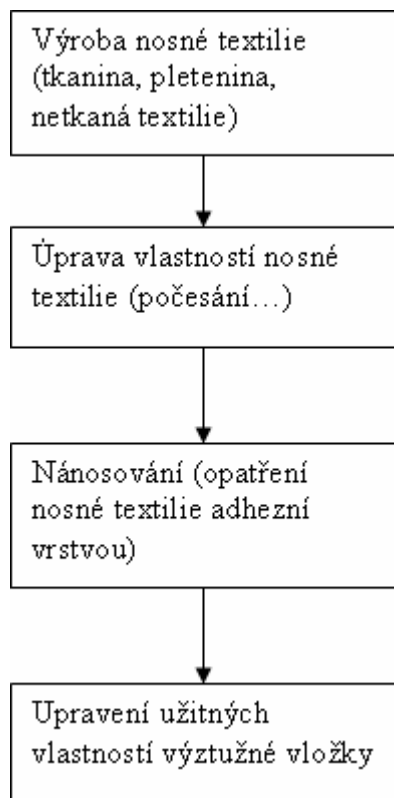 Výroba nosné textilie
(tkanina, pletenina,
netkaná textilie)
Úprava vlastností nosné
textilie (počesání...)
Nánosování (opatření
nosné textilie adhezní
vrstvou)
Upravení užitných
vlastností výztužné vložky